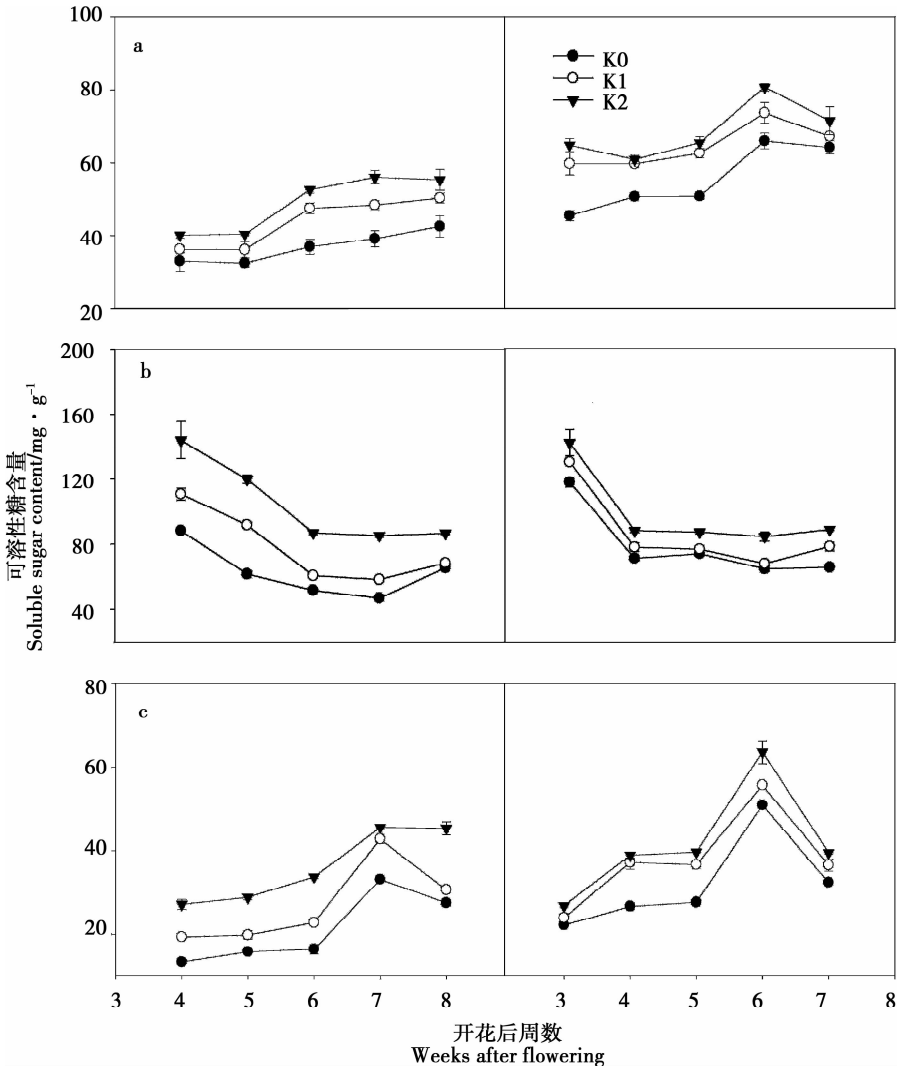 100
80
60
40
20
a
K0
K1
K2
200
160
120
80
40
b
可溶性糖含量/mg·g⁻¹
Soluble sugar content
80
60
40
20
c
3 4 5 6 7 8 3 4 5 6 7 8
开花后周数
Weeks after flowering